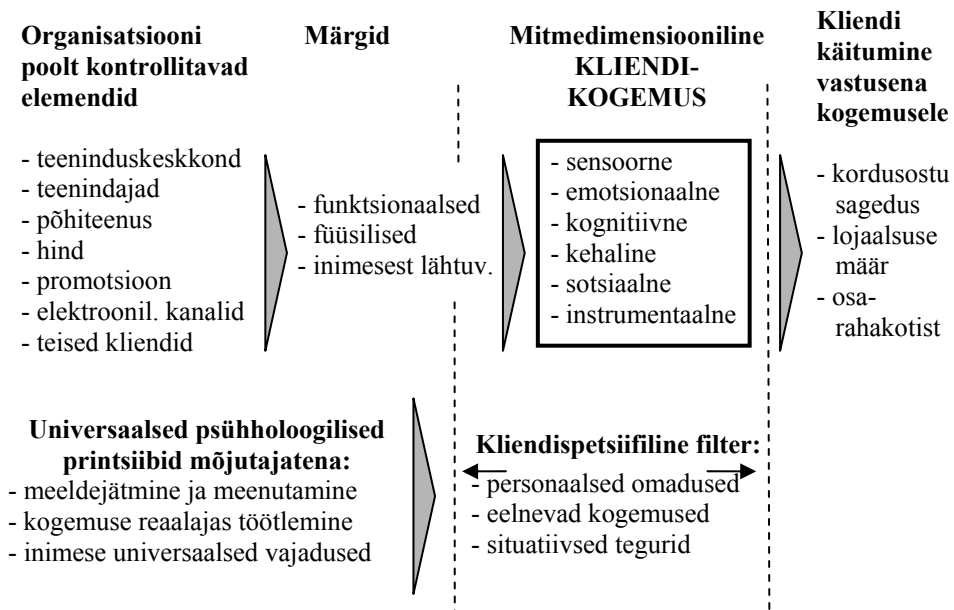 Organisatsiooni
poolt kontrollitavad
elemendid
- teeninduskeskkond
- teenindajad
- põhiteenus
- hind
- promotsioon
- elektroonil. kanalid
- teised kliendid
Märgid
- funktsionaalsed
- füüsilised
- inimesest lähtuv.
Mitmedimensiooniline
KLIENDI-
KOGEMUS
- sensoorne
- emotsionaalne
- kognitiivne
- kehaline
- sotsiaalne
- instrumentaalne
Kliendi
käitumine
vastusena
kogemusele
- kordusostu
sagedus
- lojaalsuse
määr
- osa-
rahakotist
Universaalsed psühholoogilised
printsiibid mõjutajatena:
- meeldejätmine ja meenutamine
- kogemuse reaalajas töötlemine
- inimese universaalsed vajadused
Kliendispetsiifiline filter:
- personaalsed omadused
- eelnevad kogemused
- situatiivsed tegurid